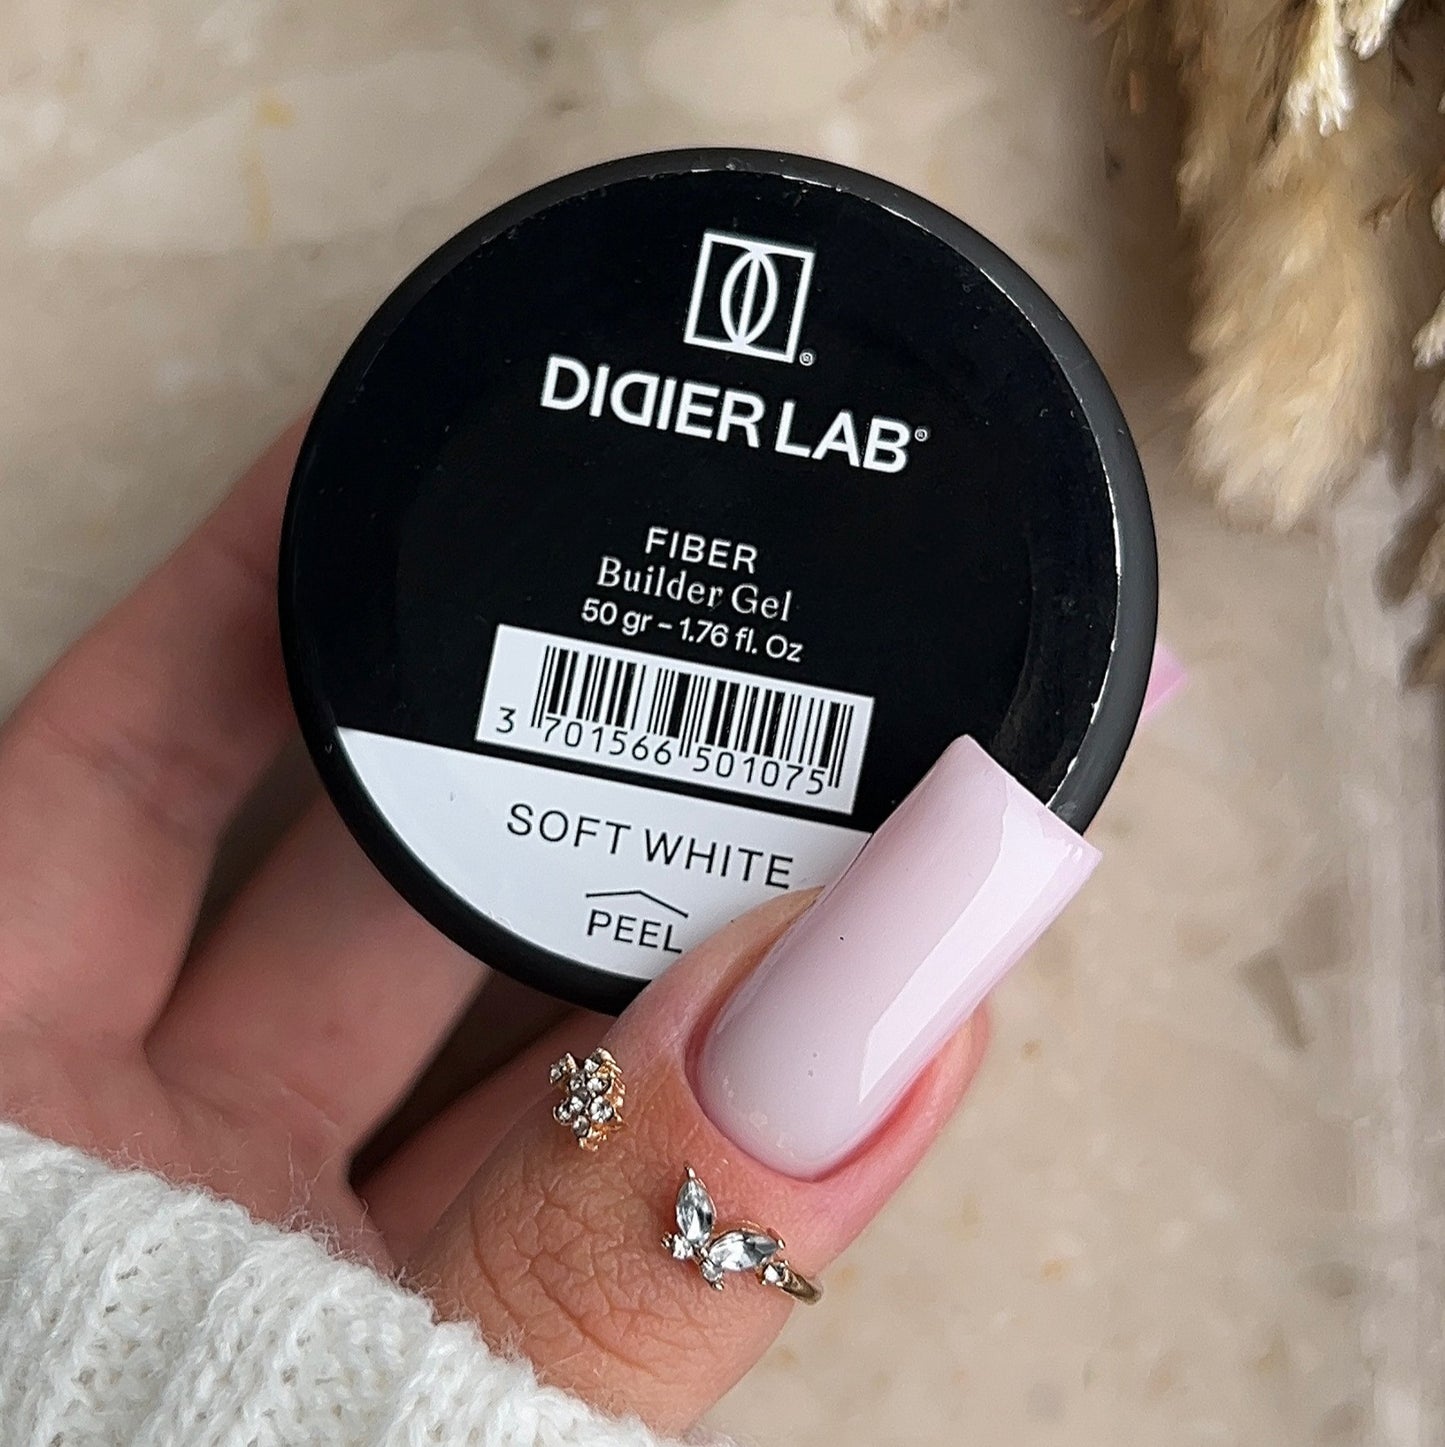 DIDIER LAB®
FIBER
Builder Gel
50 gr - 1.76 fl. Oz
3 701566 501075
SOFT WHITE
PEEL